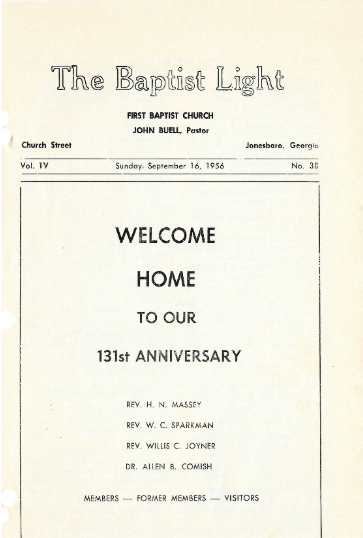 The Baptist Light
FIRST BAPTIST CHURCH
JOHN BUELL, Pastor
Church Street Jonesboro, Georgia
Vol. IV Sunday, September 16, 1956 No. 38
WELCOME
HOME
TO OUR
131st ANNIVERSARY
REV. H. N. MASSEY
REV. W. C. SPARKMAN
REV. WILLIS C. JOYNER
DR. ALLEN B. COMISH
MEMBERS — FORMER MEMBERS — VISITORS